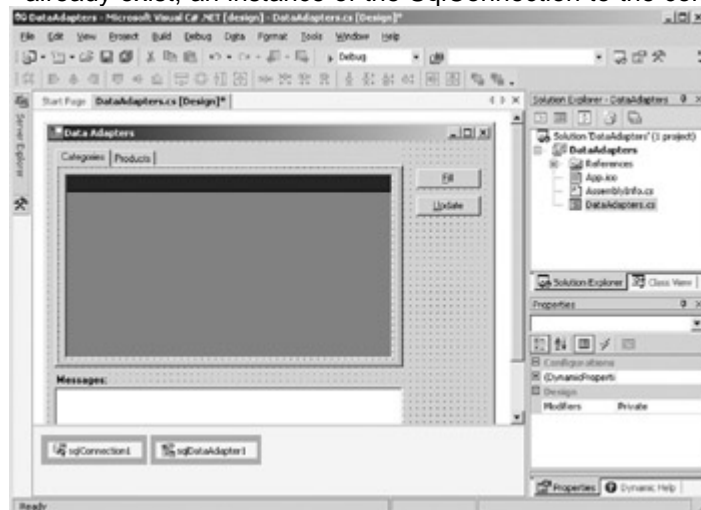 already exist, an instance of the SqlConnection to the
DataAdapters - Microsoft Visual C# .NET [design] - DataAdapters.cs [Design]*
File Edit View Project Build Debug Data Format Tools Window Help
Debug
Start Page DataAdapters.cs [Design]*
Server Explorer
Data Adapters
Categories Products
Fill
Update
Messages:
sqlConnection1 sqlDataAdapter1
Solution Explorer - DataAdapters
Solution 'DataAdapters' (1 project)
DataAdapters
References
App.ico
AssemblyInfo.cs
DataAdapters.cs
Solution Explorer Class View
Properties
Configurations
(DynamicProperti
Design
Modifiers Private
Properties Dynamic Help
Ready